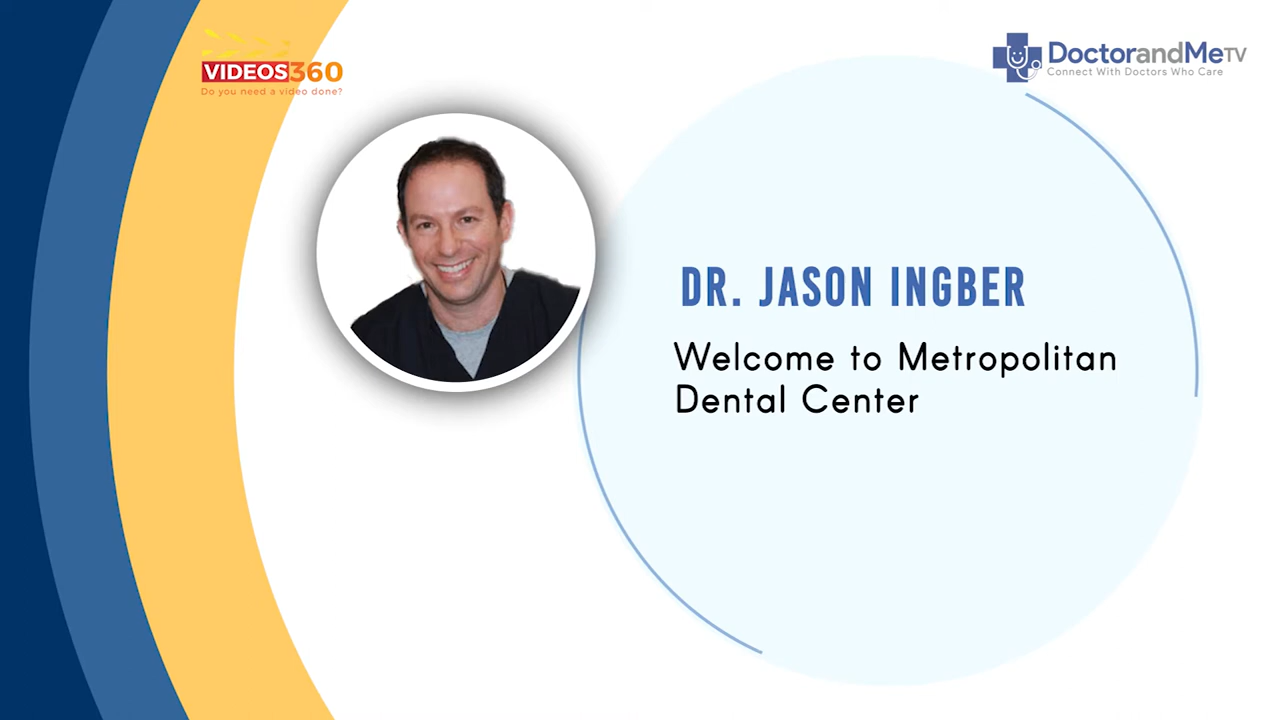 VIDEOS360
Do you need a video done?
DoctorandMeTV
Connect With Doctors Who Care
DR. JASON INGBER
Welcome to Metropolitan
Dental Center